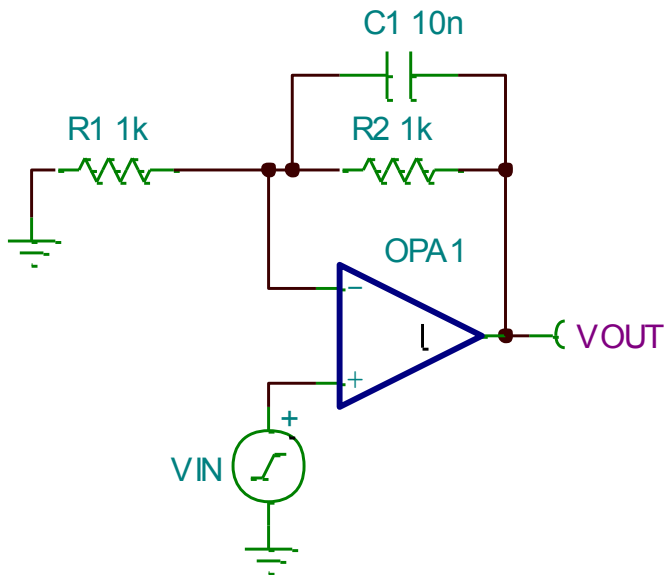 C1 10n
R1 1k
R2 1k
OPA1
-
+
VOUT
+
VIN